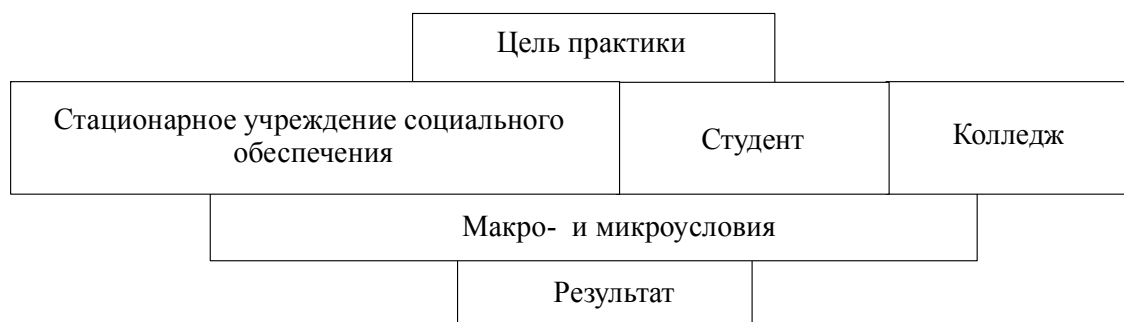 Цель практики
Стационарное учреждение социального
обеспечения
Студент
Колледж
Макро- и микроусловия
Результат